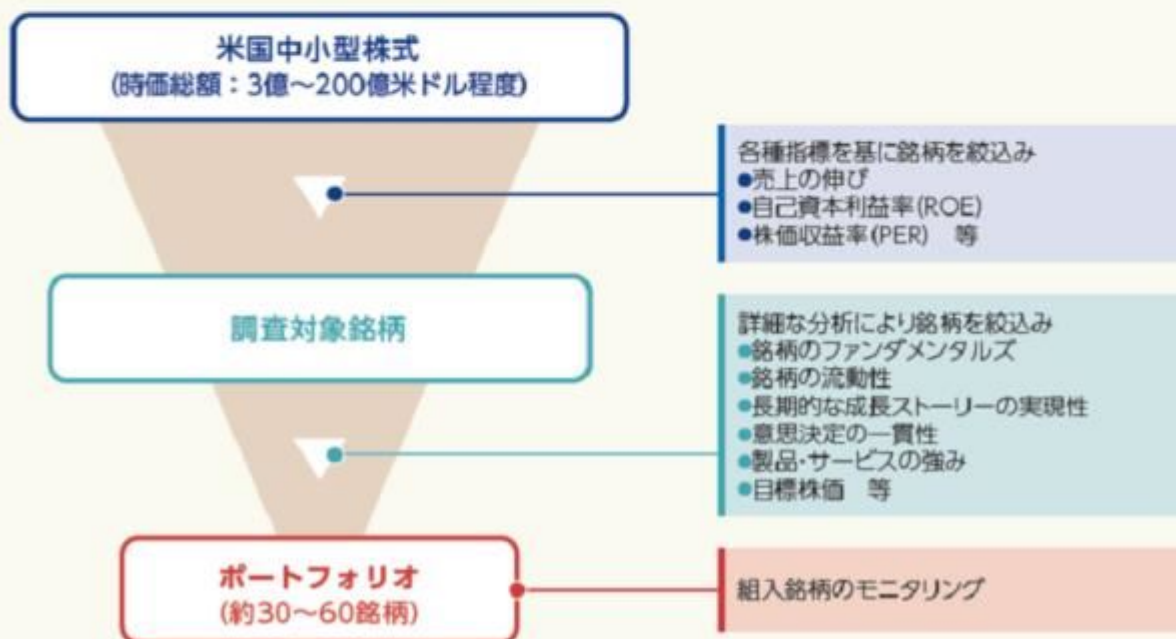 米国中小型株式
(時価総額：3億～200億米ドル程度)
各種指標を基に銘柄を絞込み
●売上の伸び
●自己資本利益率(ROE)
●株価収益率(PER)　等
調査対象銘柄
詳細な分析により銘柄を絞込み
●銘柄のファンダメンタルズ
●銘柄の流動性
●長期的な成長ストーリーの実現性
●意思決定の一貫性
●製品・サービスの強み
●目標株価　等
ポートフォリオ
(約30～60銘柄)
組入銘柄のモニタリング